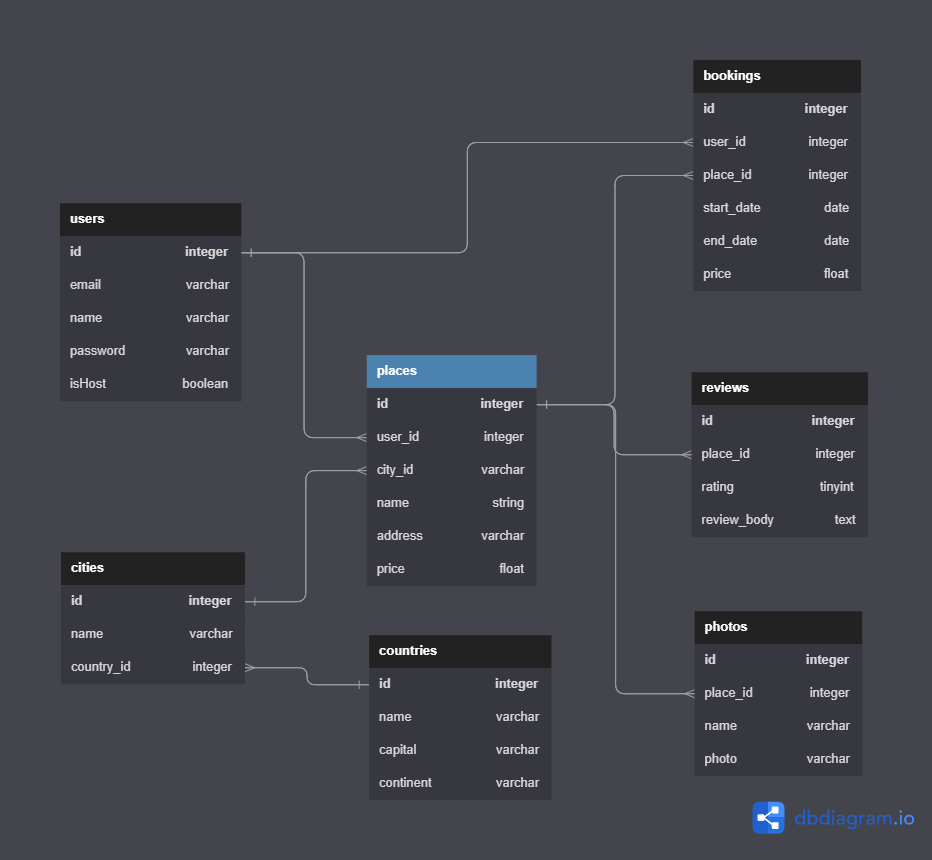 users
id integer
email varchar
name varchar
password varchar
isHost boolean
cities
id integer
name varchar
country_id integer
places
id integer
user_id integer
city_id varchar
name string
address varchar
price float
countries
id integer
name varchar
capital varchar
continent varchar
bookings
id integer
user_id integer
place_id integer
start_date date
end_date date
price float
reviews
id integer
place_id integer
rating tinyint
review_body text
photos
id integer
place_id integer
name varchar
photo varchar
dbdiagram.io